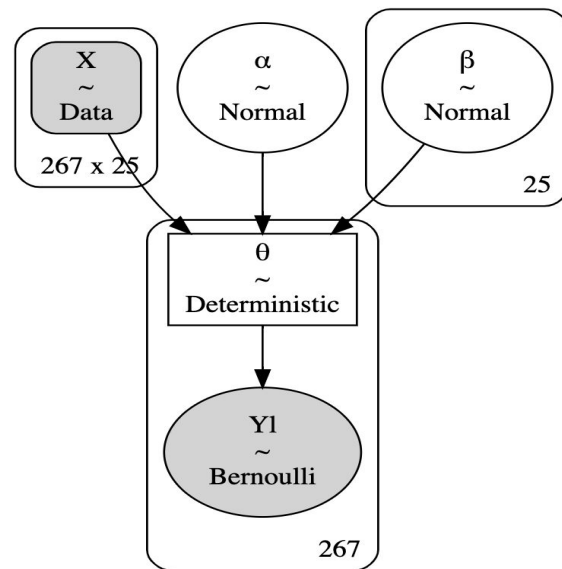 X
~
Data
267 x 25
α
~
Normal
β
~
Normal
25
θ
~
Deterministic
Yl
~
Bernoulli
267